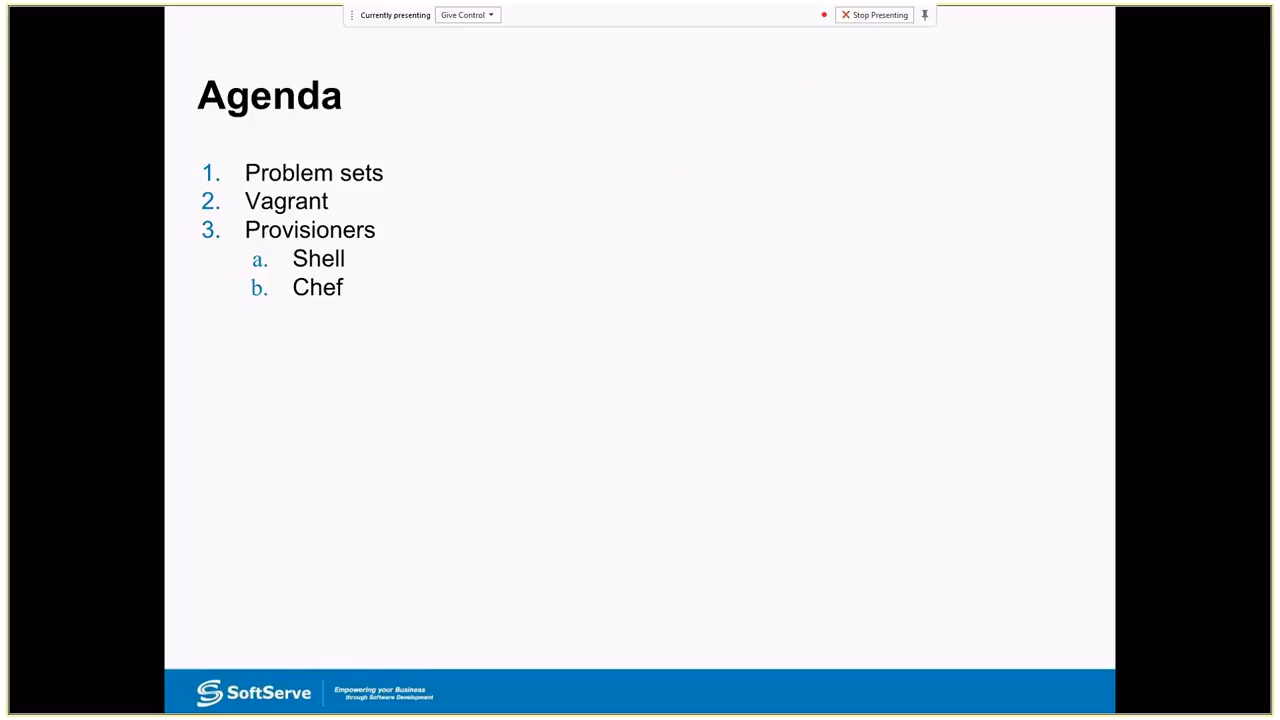 Currently presenting Give Control Stop Presenting
Agenda
1. Problem sets
2. Vagrant
3. Provisioners
a. Shell
b. Chef
SoftServe
Empowering your Business
through Software Development